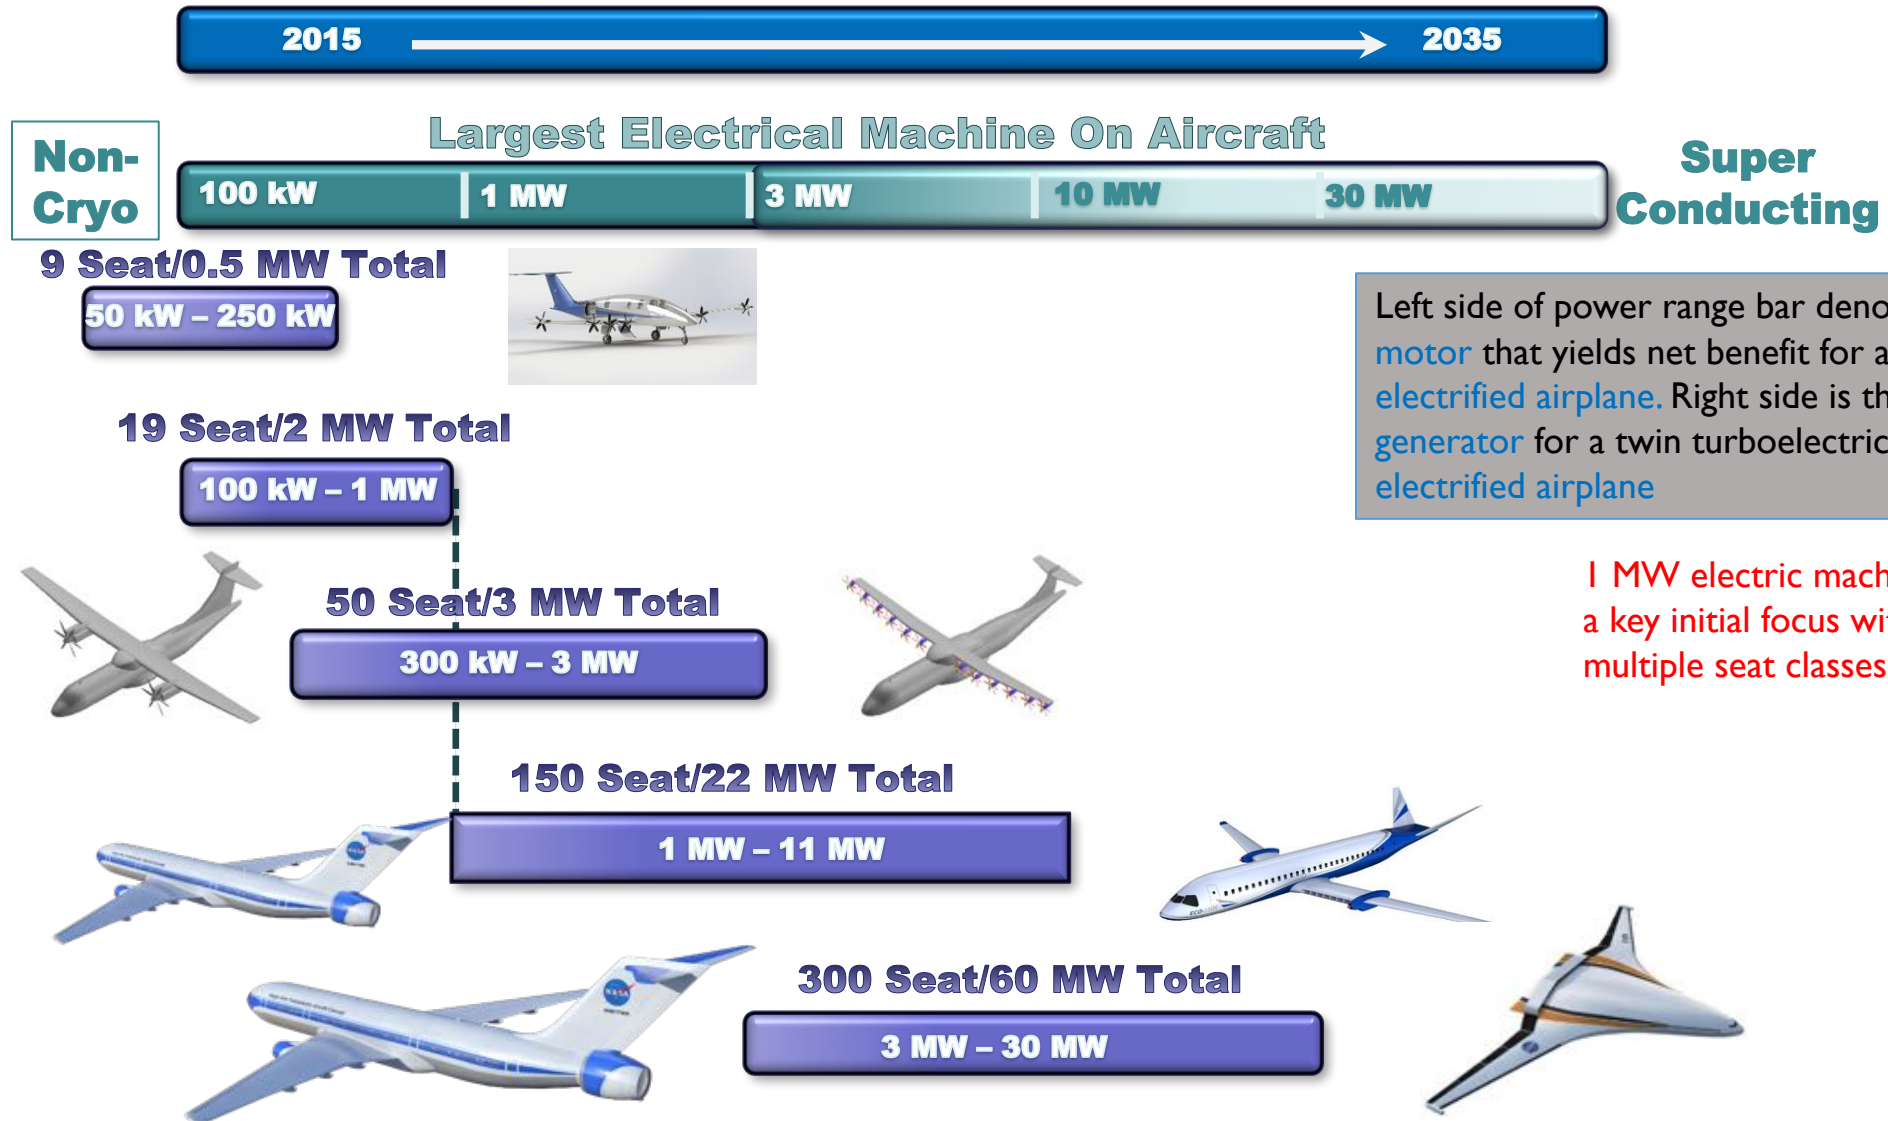 2015 2035
Largest Electrical Machine On Aircraft
Non-
Cryo
100 kW 1 MW 3 MW 10 MW 30 MW
Super
Conducting
9 Seat/0.5 MW Total
50 kW – 250 kW
Left side of power range bar
motor that yields net benefit for
electrified airplane. Right side is
generator for a twin turboelectric
electrified airplane
19 Seat/2 MW Total
100 kW – 1 MW
1 MW electric
a key initial focus
multiple seat classes
50 Seat/3 MW Total
300 kW – 3 MW
150 Seat/22 MW Total
1 MW – 11 MW
NASA
300 Seat/60 MW Total
3 MW – 30 MW
NASA